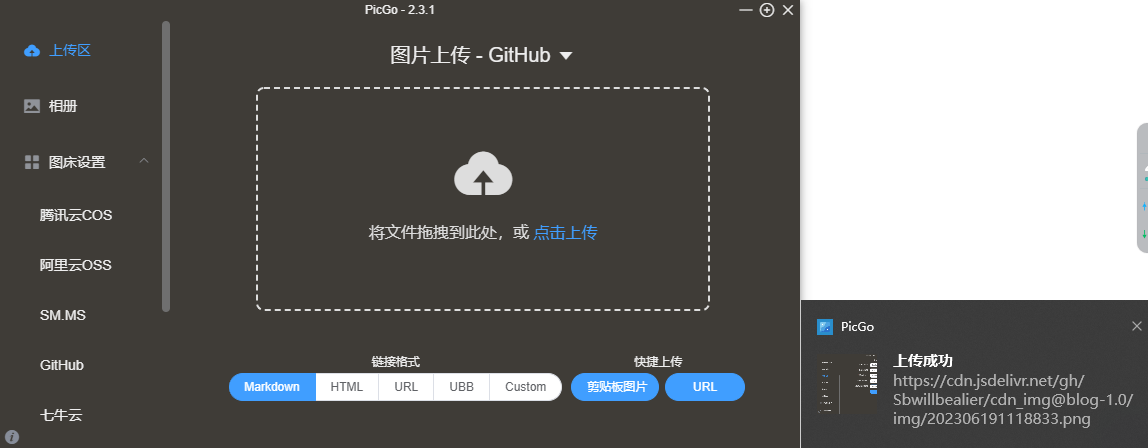 PicGo - 2.3.1
上传区
相册
图床设置
腾讯云COS
阿里云OSS
SM.MS
GitHub
七牛云
图片上传 - GitHub
将文件拖拽到此处，或 点击上传
链接格式
Markdown HTML URL UBB Custom
快捷上传
剪贴板图片 URL
PicGo
上传成功
https://cdn.jsdelivr.net/gh/
Sbwillbealier/cdn_img@blog-1.0/
img/202306191118833.png